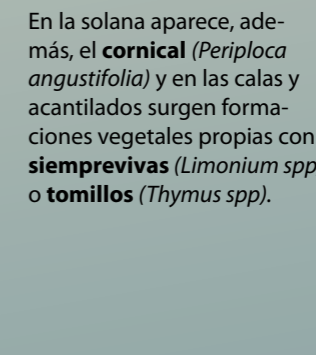 En la solana aparece, ade-
más, el cornical (Periploca
angustifolia) y en las calas y
acantilados surgen forma-
ciones vegetales propias con
siemprevivas (Limonium spp
o tomillos (Thymus spp).